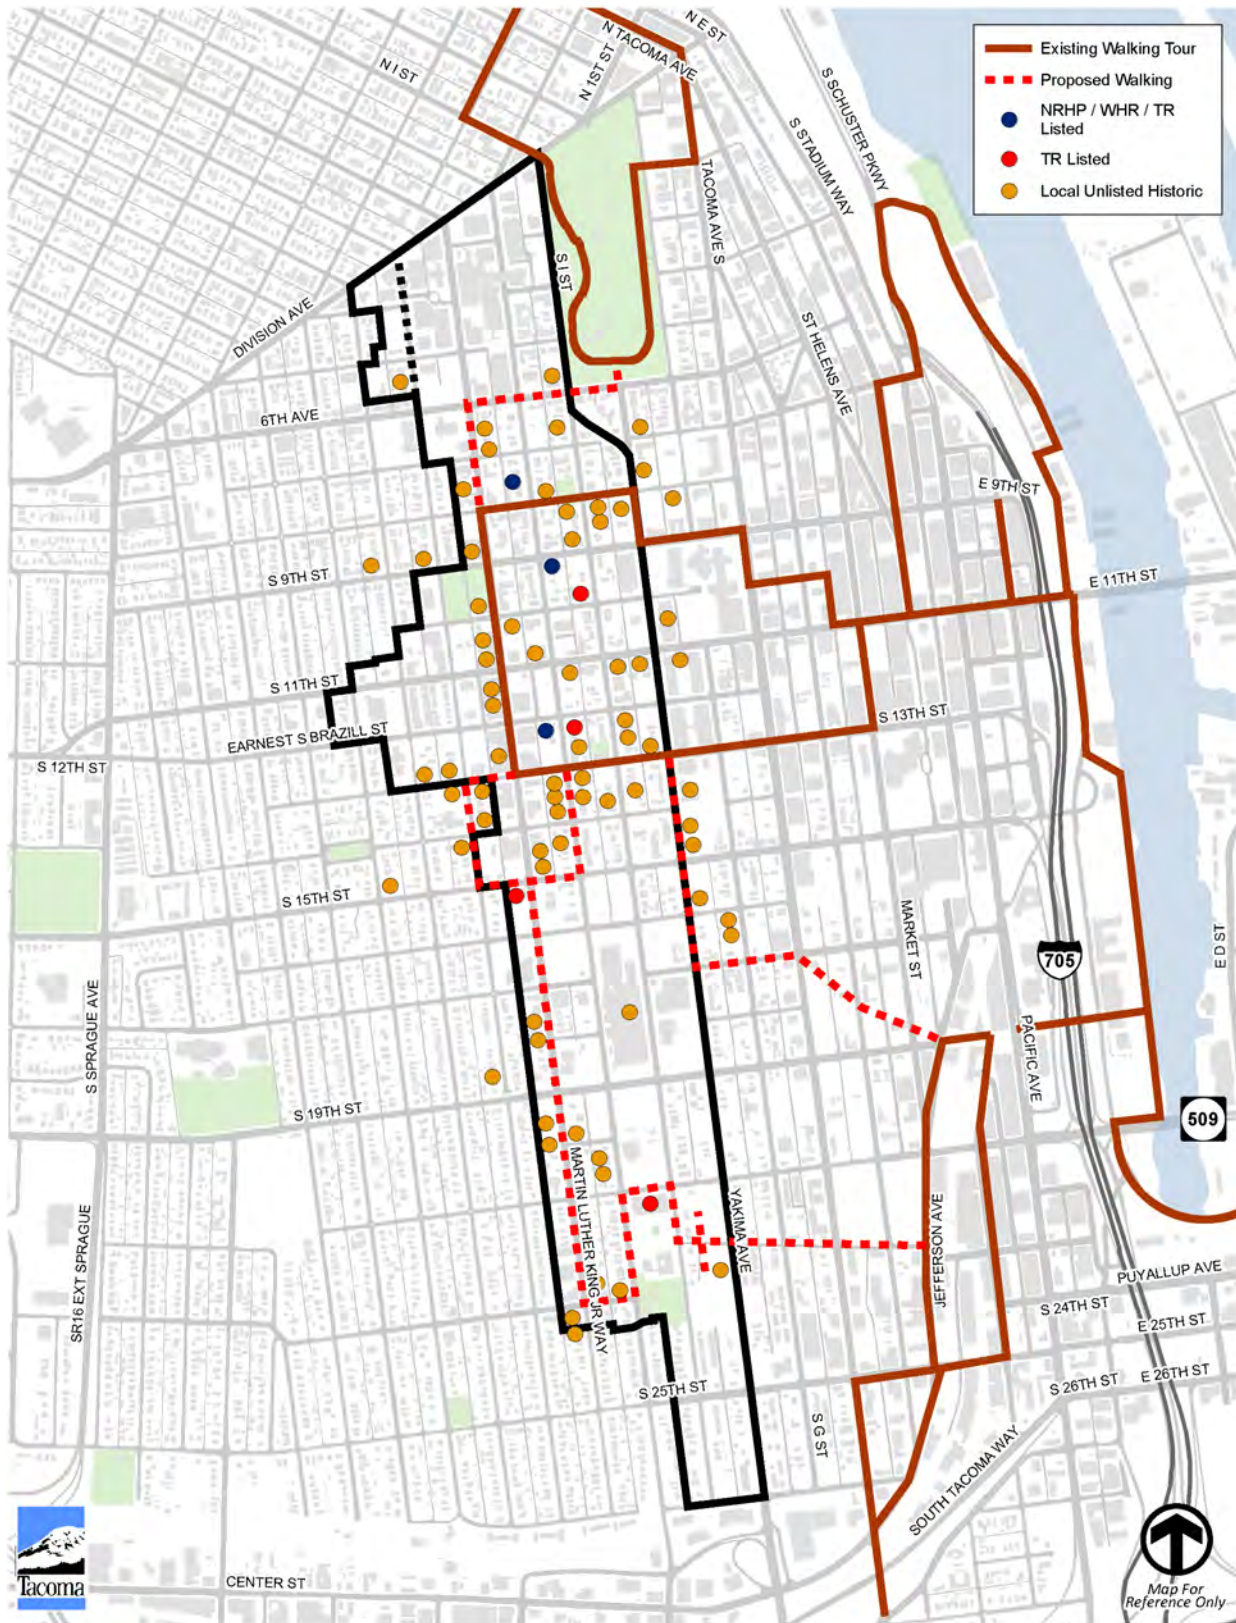 N E ST
N TACOMA AVE
N 1ST ST
N I ST
S SCHUSTER PKWY
S STADIUM WAY
TACOMA AVE S
Existing Walking Tour
Proposed Walking
NRHP / WHR / TR
Listed
TR Listed
Local Unlisted Historic
S I ST
DIVISION AVE
ST HELENS AVE
6TH AVE
E 9TH ST
S 9TH ST
E 11TH ST
S 11TH ST
EARNEST S BRAZILL ST
S 13TH ST
S 12TH ST
S 15TH ST
MARKET ST
705
E D ST
S SPRAGUE AVE
PACIFIC AVE
S 19TH ST
509
MARTIN LUTHER KING JR WAY
YAKIMA AVE
JEFFERSON AVE
SR16 EXT SPRAGUE
PUYALLUP AVE
S 24TH ST
E 25TH ST
S 25TH ST
S 26TH ST
E 26TH ST
S G ST
SOUTH TACOMA WAY
CENTER ST
Tacoma
Map For
Reference Only